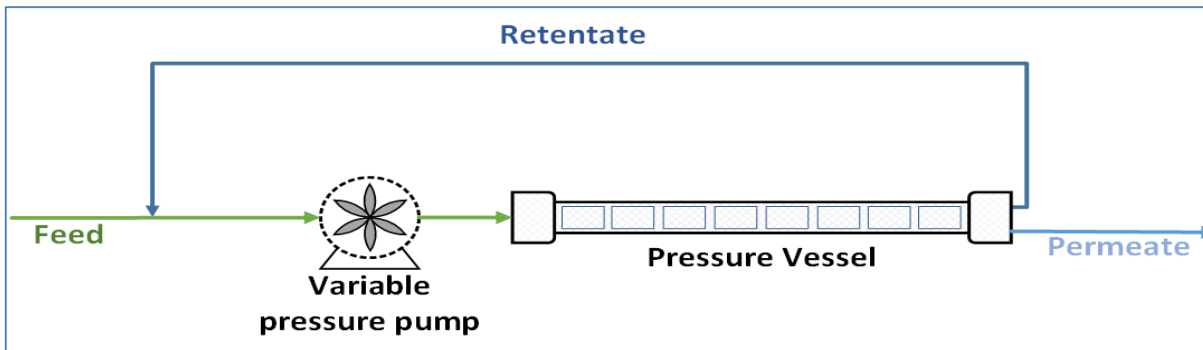 Retentate
Feed
Pressure Vessel
Permeate
Variable
pressure pump